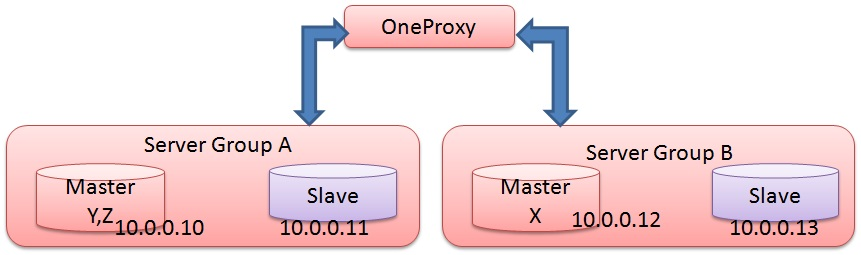 OneProxy
Server Group A
Master
Y,Z
10.0.0.10
Slave
10.0.0.11
Server Group B
Master
X
10.0.0.12
Slave
10.0.0.13